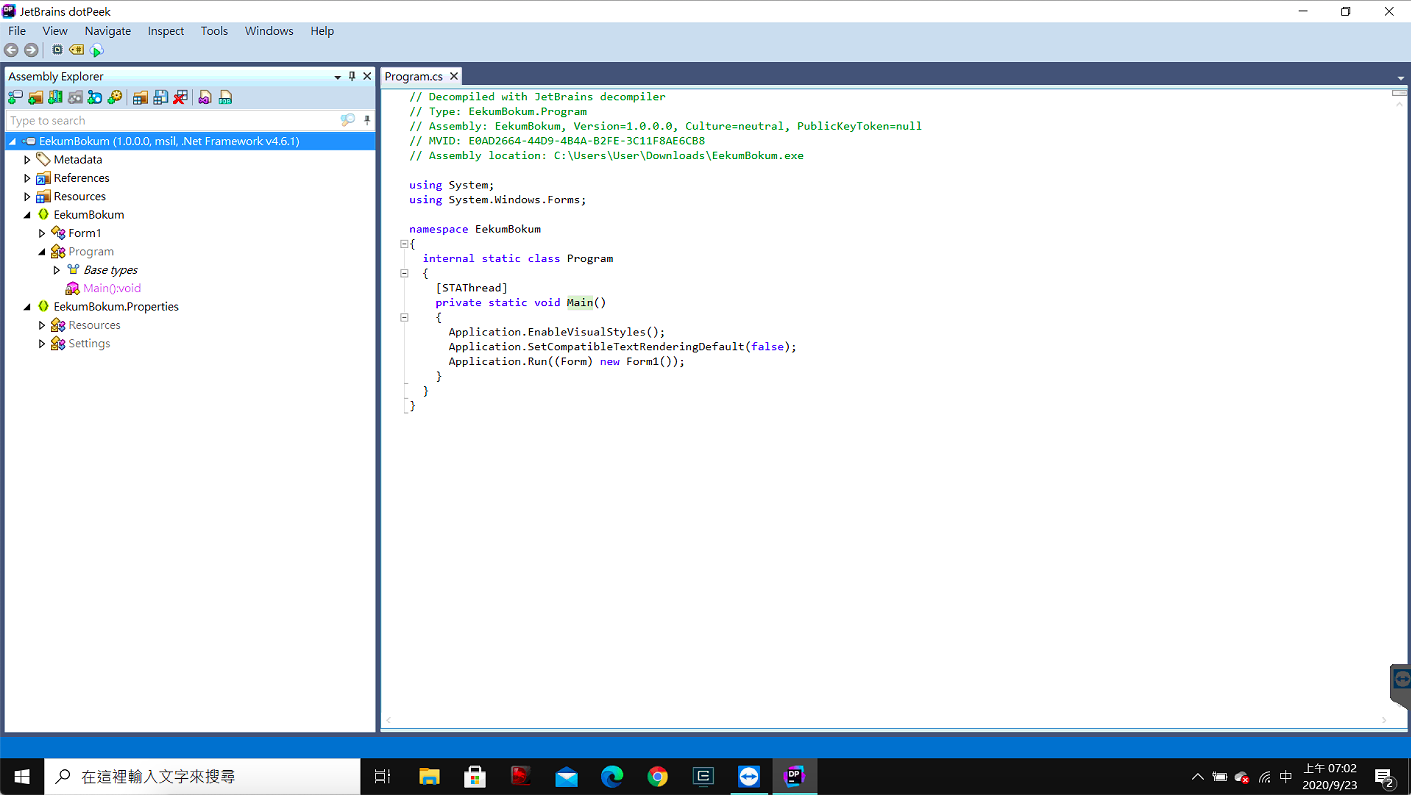 JetBrains dotPeek
File View Navigate Inspect Tools Windows Help
Assembly Explorer
Type to search
EekumBokum (1.0.0.0, msil, .Net Framework v4.6.1)
Metadata
References
Resources
EekumBokum
Form1
Program
Base types
Main():void
EekumBokum.Properties
Resources
Settings
Program.cs
// Decompiled with JetBrains decompiler
// Type: EekumBokum.Program
// Assembly: EekumBokum, Version=1.0.0.0, Culture=neutral, PublicKeyToken=null
// MVID: E0AD2664-44D9-4B4A-B2FE-3C11F8AE6CB8
// Assembly location: C:\Users\User\Downloads\EekumBokum.exe
using System;
using System.Windows.Forms;
namespace EekumBokum
{
internal static class Program
{
[STAThread]
private static void Main()
{
Application.EnableVisualStyles();
Application.SetCompatibleTextRenderingDefault(false);
Application.Run((Form) new Form1());
}
}
}
在這裡輸入文字來搜尋
中
上午 07:02
2020/9/23
2